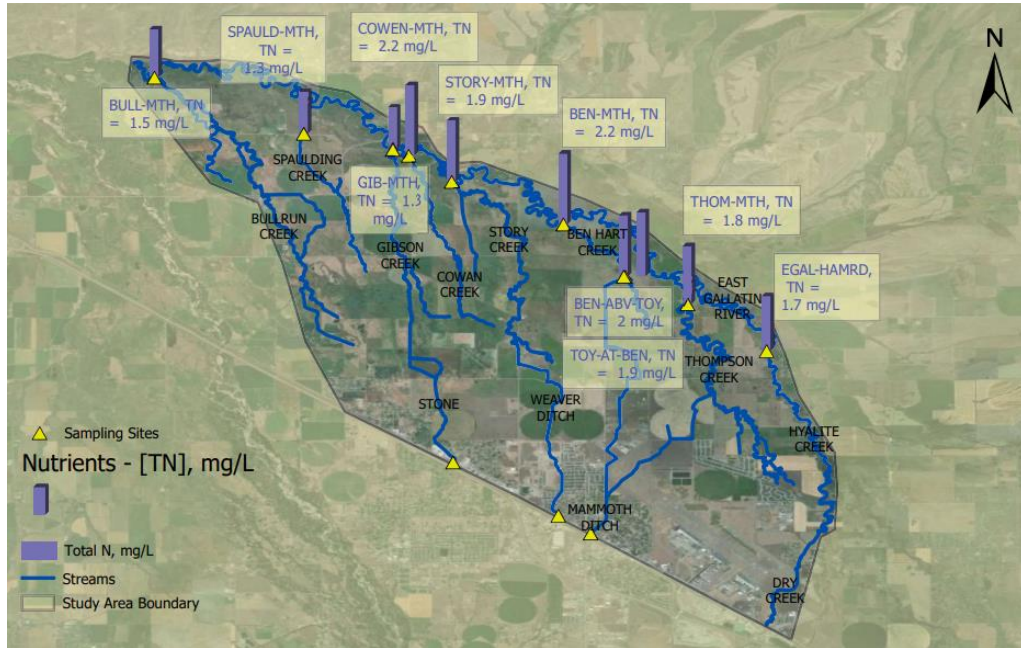 SPAULD-MTH,
TN =
1.3 mg/L
COWEN-MTH, TN
= 2.2 mg/L
N
BULL-MTH, TN
= 1.5 mg/L
STORY-MTH, TN
= 1.9 mg/L
BEN-MTH, TN
= 2.2 mg/L
SPAULDING
CREEK
GIB-MTH,
TN = 1.3
mg/L
THOM-MTH, TN
= 1.8 mg/L
BULLRUN
CREEK
GIBSON
CREEK
STORY
CREEK
BEN HART
CREEK
COWAN
CREEK
EGAL-HAMRD,
TN =
1.7 mg/L
EAST
GALLATIN
RIVER
BEN-ABV-TOY,
TN = 2 mg/L
TOY-AT-BEN, TN
= 1.9 mg/L
THOMPSON
CREEK
STONE
WEAVER
DITCH
HYALITE
CREEK
MAMMOTH
DITCH
DRY
CREEK
Sampling Sites
Nutrients - [TN], mg/L
Total N, mg/L
Streams
Study Area Boundary